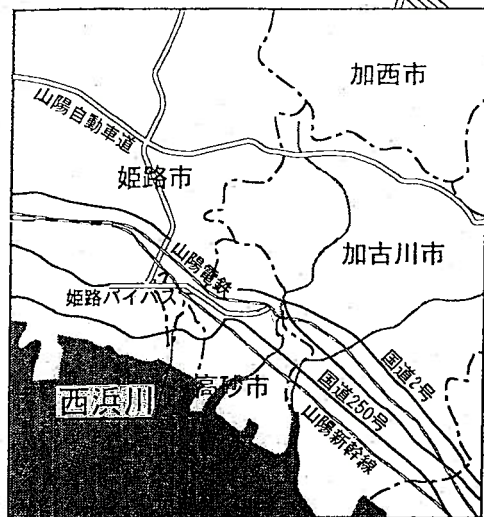 加西市
山陽自動車道
姫路市
加古川市
山陽電鉄
姫路バイパス
国道2号
西浜川
高砂市
国道250号
山陽新幹線